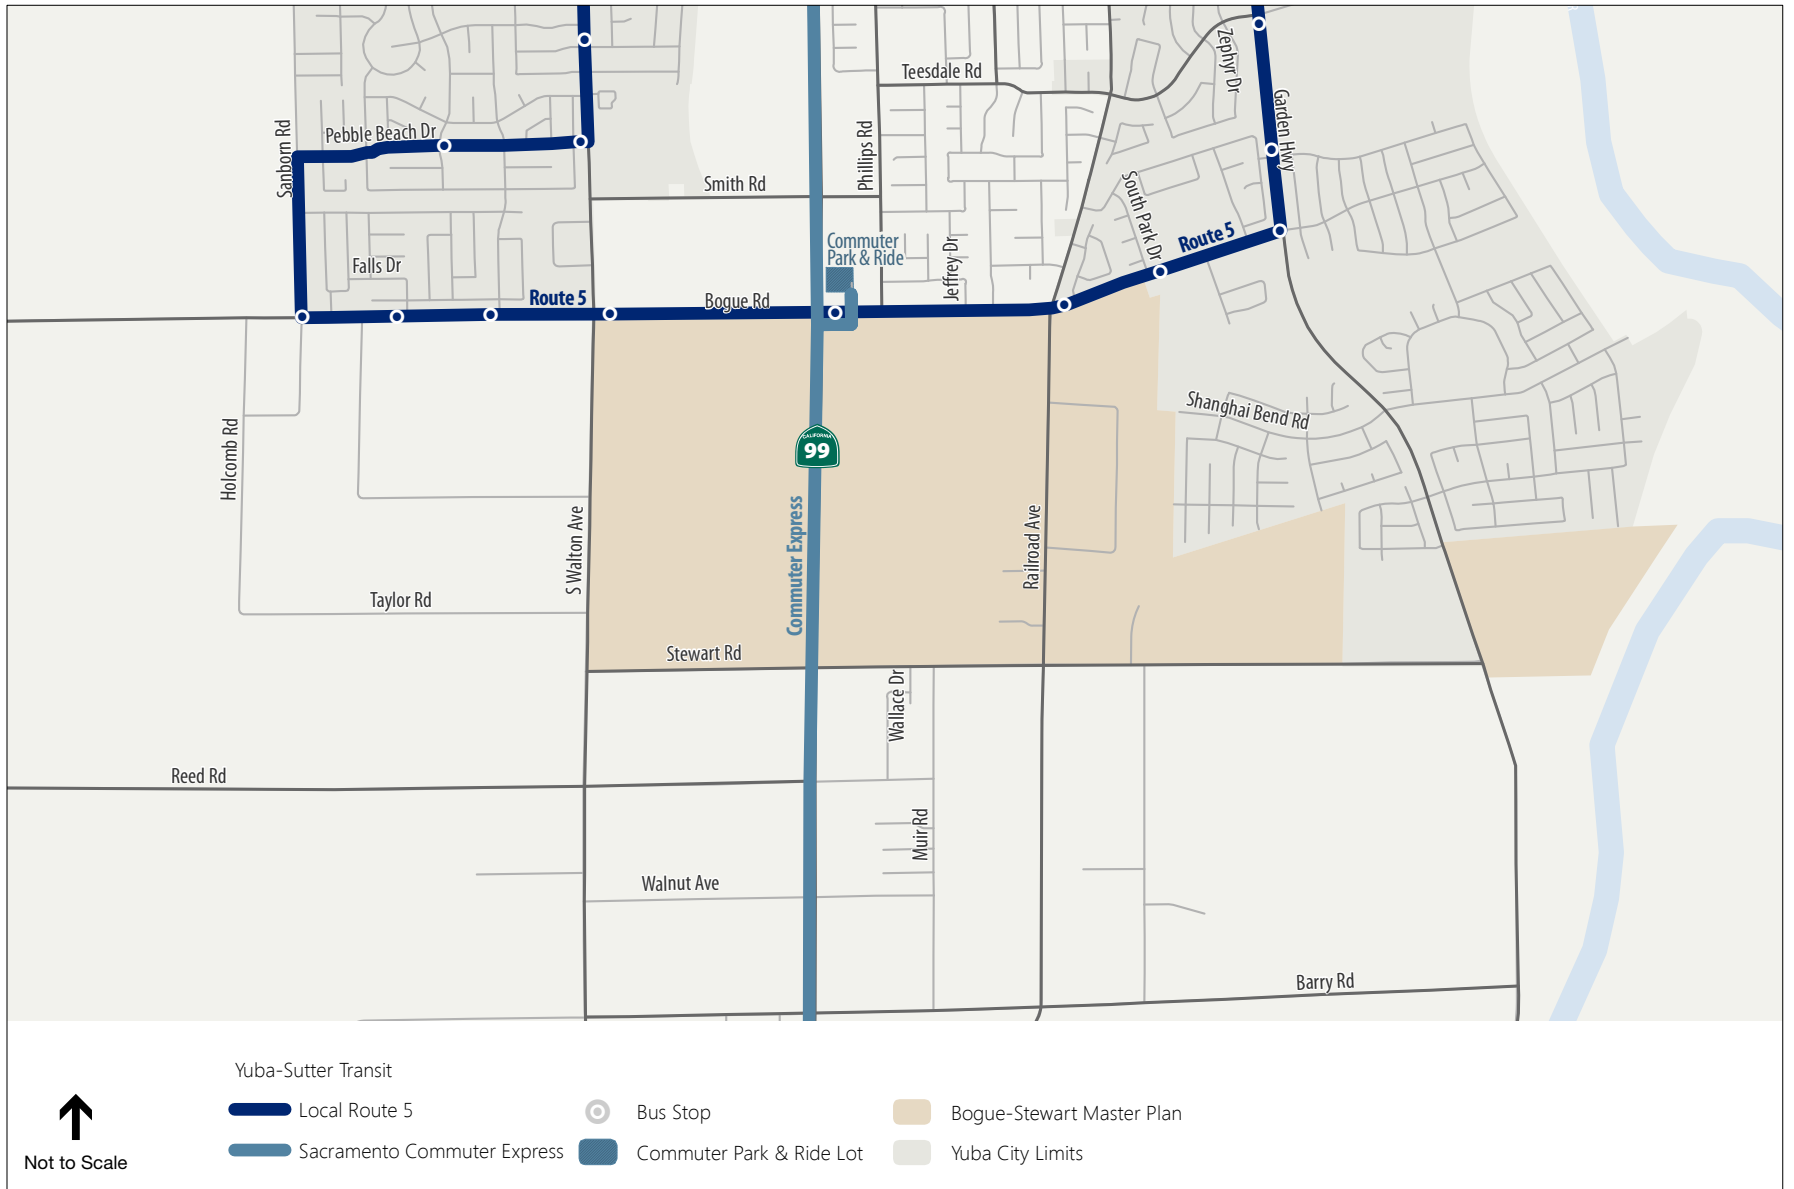 Zephyr Dr
Teesdale Rd
Garden Hwy
Pebble Beach Dr
Sanborn Rd
Phillips Rd
Smith Rd
South Park Dr
Commuter
Park & Ride
Jeffrey Dr
Route 5
Falls Dr
Route 5
Bogue Rd
Shanghai Bend Rd
Holcomb Rd
CALIFORNIA
99
S Walton Ave
Commuter Express
Railroad Ave
Taylor Rd
Stewart Rd
Wallace Dr
Reed Rd
Muir Rd
Walnut Ave
Barry Rd
Yuba-Sutter Transit
Local Route 5
Bus Stop
Bogue-Stewart Master Plan
Sacramento Commuter Express
Commuter Park & Ride Lot
Yuba City Limits
Not to Scale